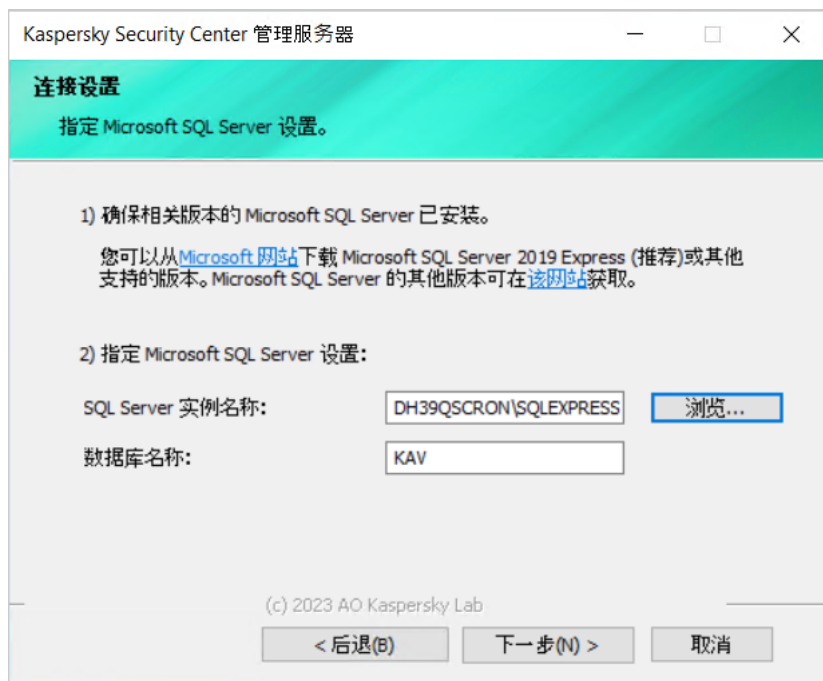 Kaspersky Security Center 管理服务器
连接设置
指定 Microsoft SQL Server 设置。
1) 确保相关版本的 Microsoft SQL Server 已安装。
您可以从Microsoft 网站下载 Microsoft SQL Server 2019 Express (推荐)或其他
支持的版本。Microsoft SQL Server 的其他版本可在该网站获取。
2) 指定 Microsoft SQL Server 设置:
SQL Server 实例名称: DH39QSCRON\SQLEXPRESS 浏览...
数据库名称: KAV
(c) 2023 AO Kaspersky Lab
< 后退(B) 下一步(N) > 取消